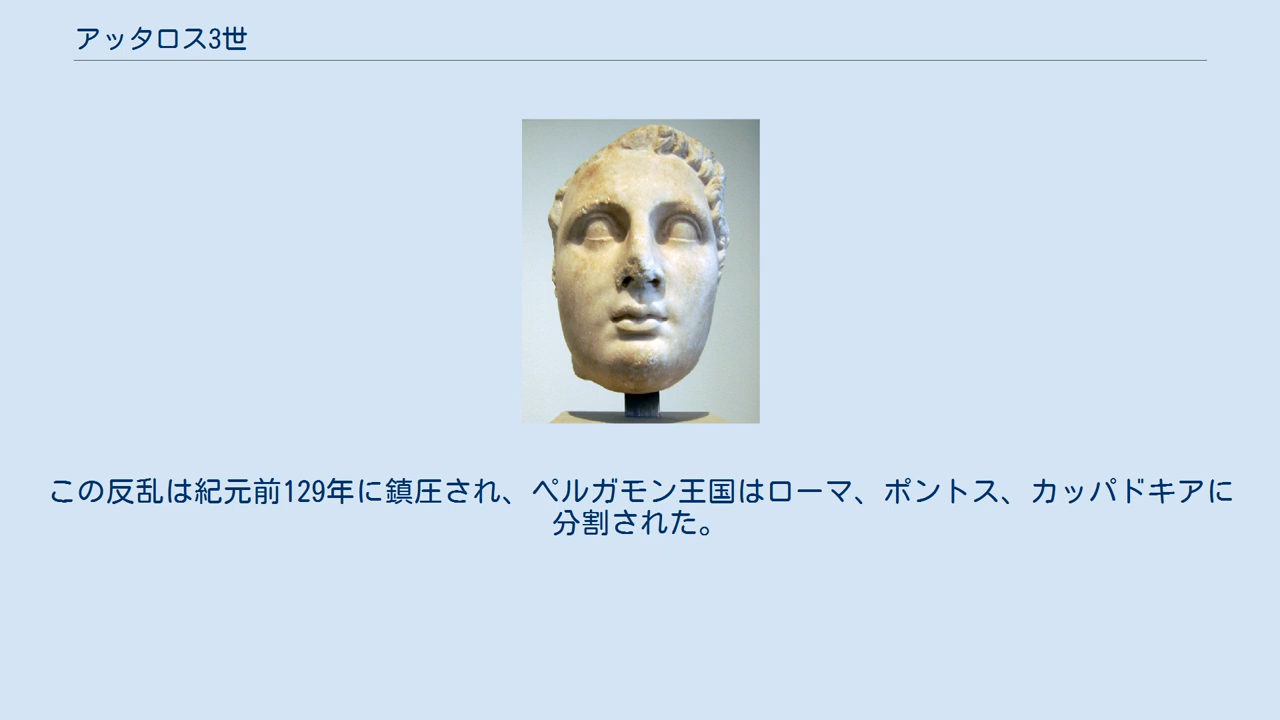 アッタロス3世
この反乱は紀元前129年に鎮圧され、ペルガモン王国はローマ、ポントス、カッパドキアに
分割された。